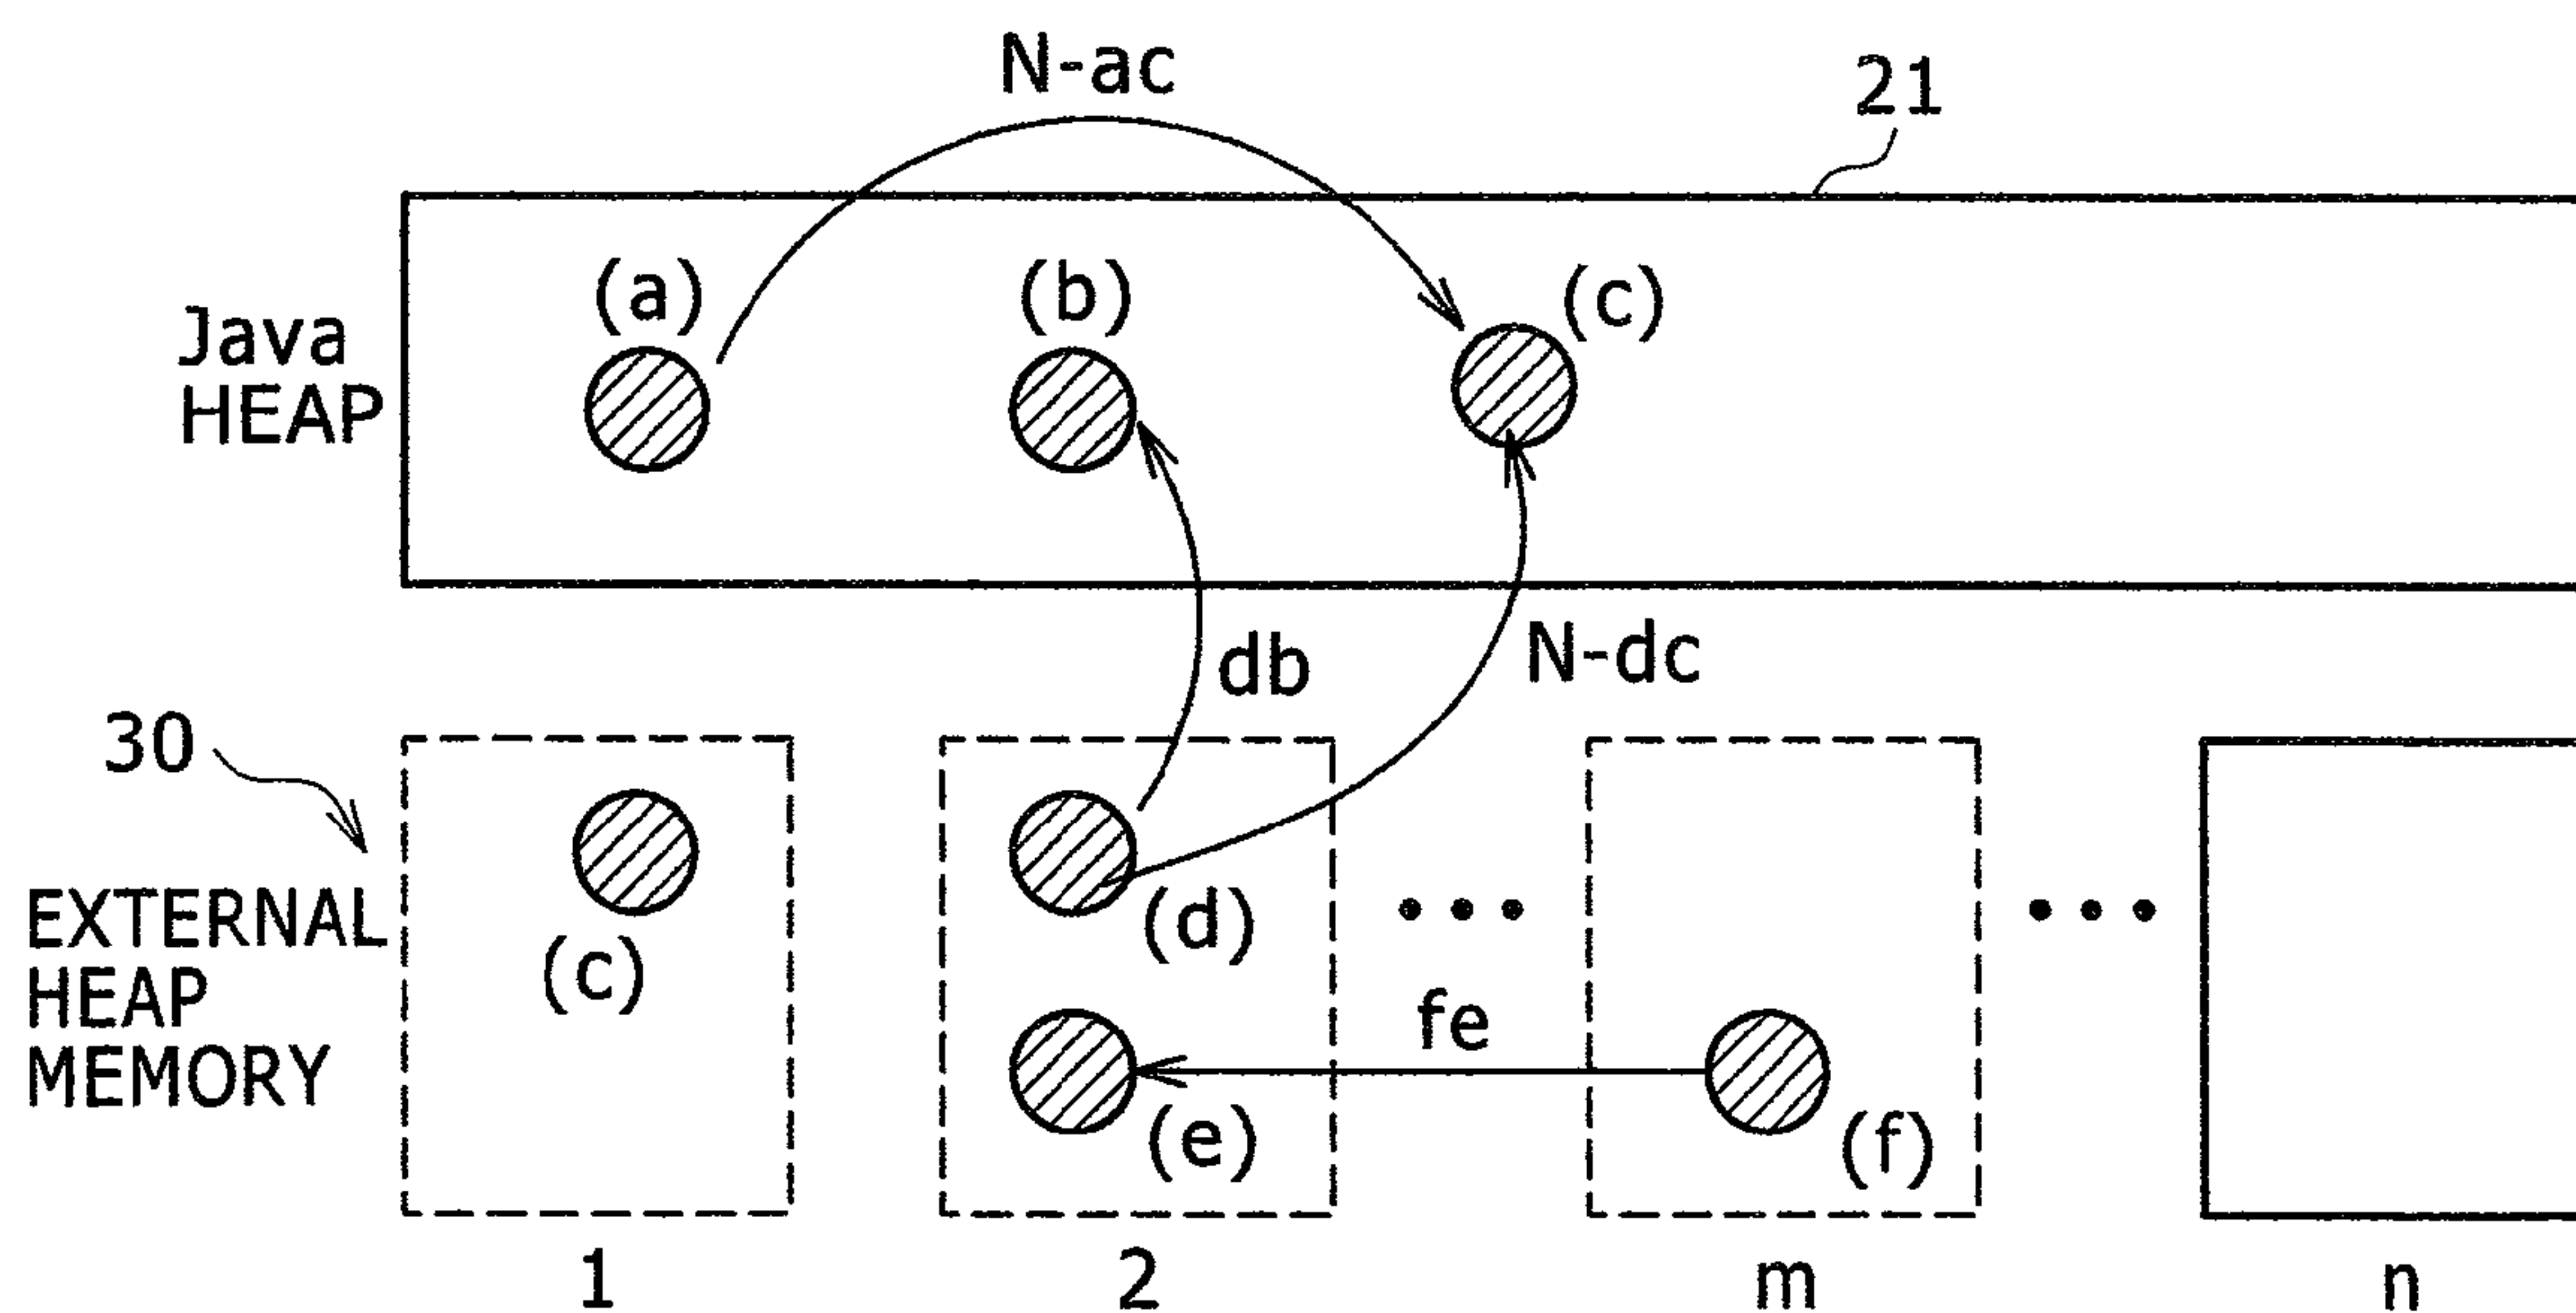 N-ac
21
(a)
(b)
(c)
Java
HEAP
db
N-dc
30
EXTERNAL
HEAP
MEMORY
(c)
(d)
fe
(e)
(f)
1
2
m
n